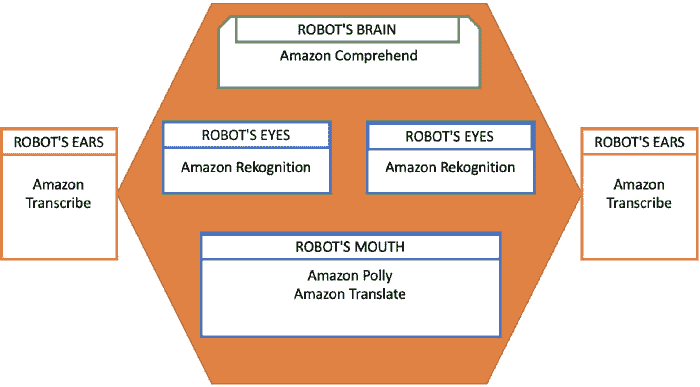 ROBOT'S BRAIN
Amazon Comprehend
ROBOT'S EYES
Amazon Rekognition
ROBOT'S EYES
Amazon Rekognition
ROBOT'S EARS
Amazon
Transcribe
ROBOT'S EARS
Amazon
Transcribe
ROBOT'S MOUTH
Amazon Polly
Amazon Translate